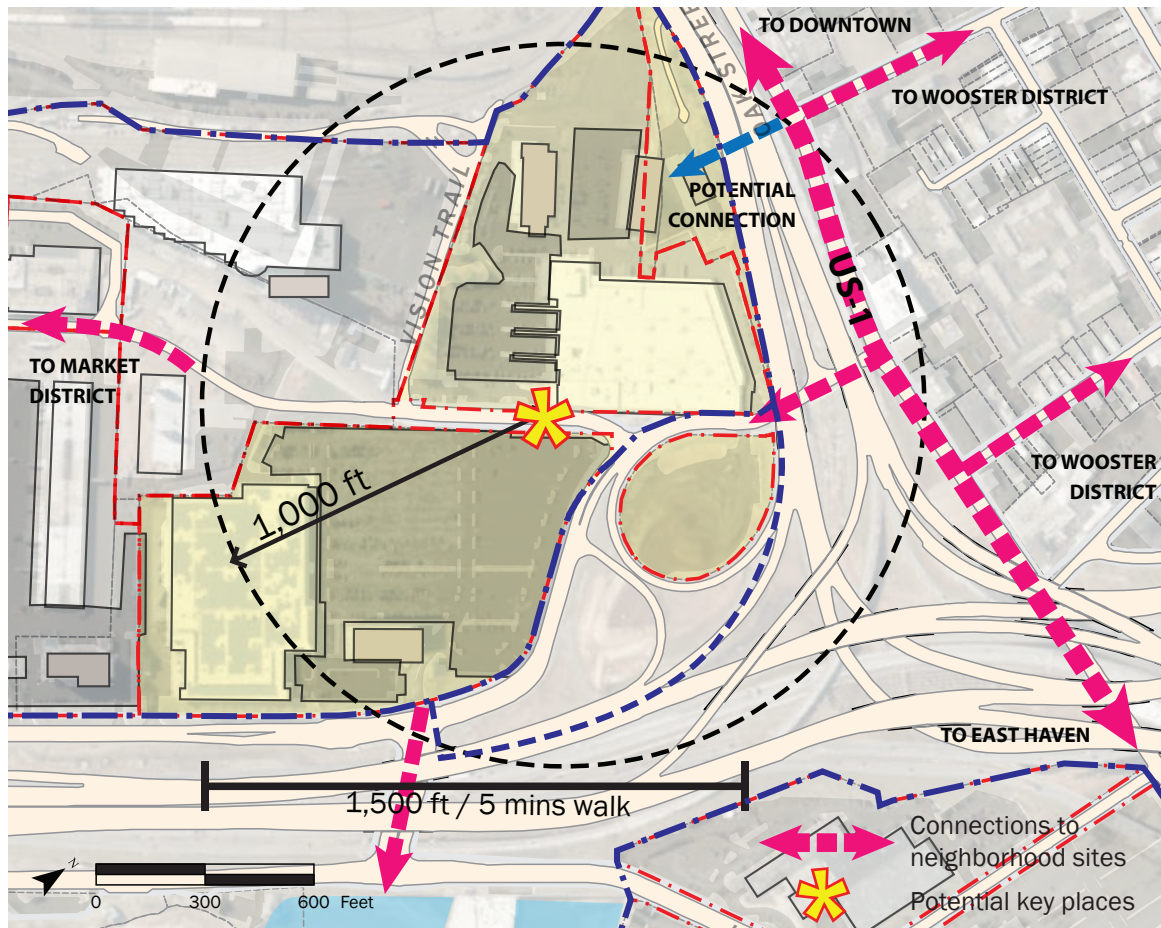 TO DOWNTOWN
OAK STREET
TO WOOSTER DISTRICT
POTENTIAL
CONNECTION
VISION TRAIL
US-1
TO MARKET
DISTRICT
TO WOOSTER
DISTRICT
1,000 ft
TO EAST HAVEN
1,500 ft / 5 mins walk
Connections to
neighborhood sites
N
0 300 600 Feet
Potential key places